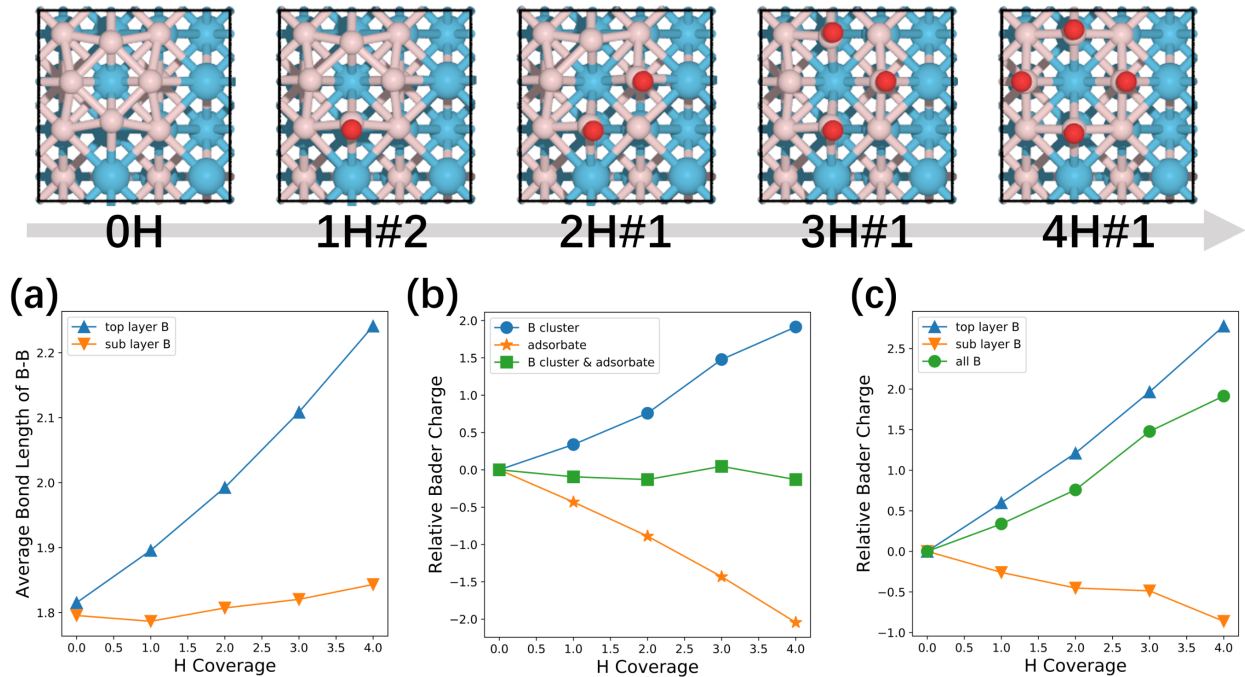 0H
1H#2
2H#1
3H#1
4H#1
(a)
top layer B
sub layer B
Average Bond Length of B-B
2.2
2.1
2.0
1.9
1.8
0.0 0.5 1.0 1.5 2.0 2.5 3.0 3.5 4.0
H Coverage
(b)
B cluster
adsorbate
B cluster & adsorbate
Relative Bader Charge
2.0
1.5
1.0
0.5
0.0
−0.5
−1.0
−1.5
−2.0
0.0 0.5 1.0 1.5 2.0 2.5 3.0 3.5 4.0
H Coverage
(c)
top layer B
sub layer B
all B
Relative Bader Charge
2.5
2.0
1.5
1.0
0.5
0.0
−0.5
−1.0
0.0 0.5 1.0 1.5 2.0 2.5 3.0 3.5 4.0
H Coverage